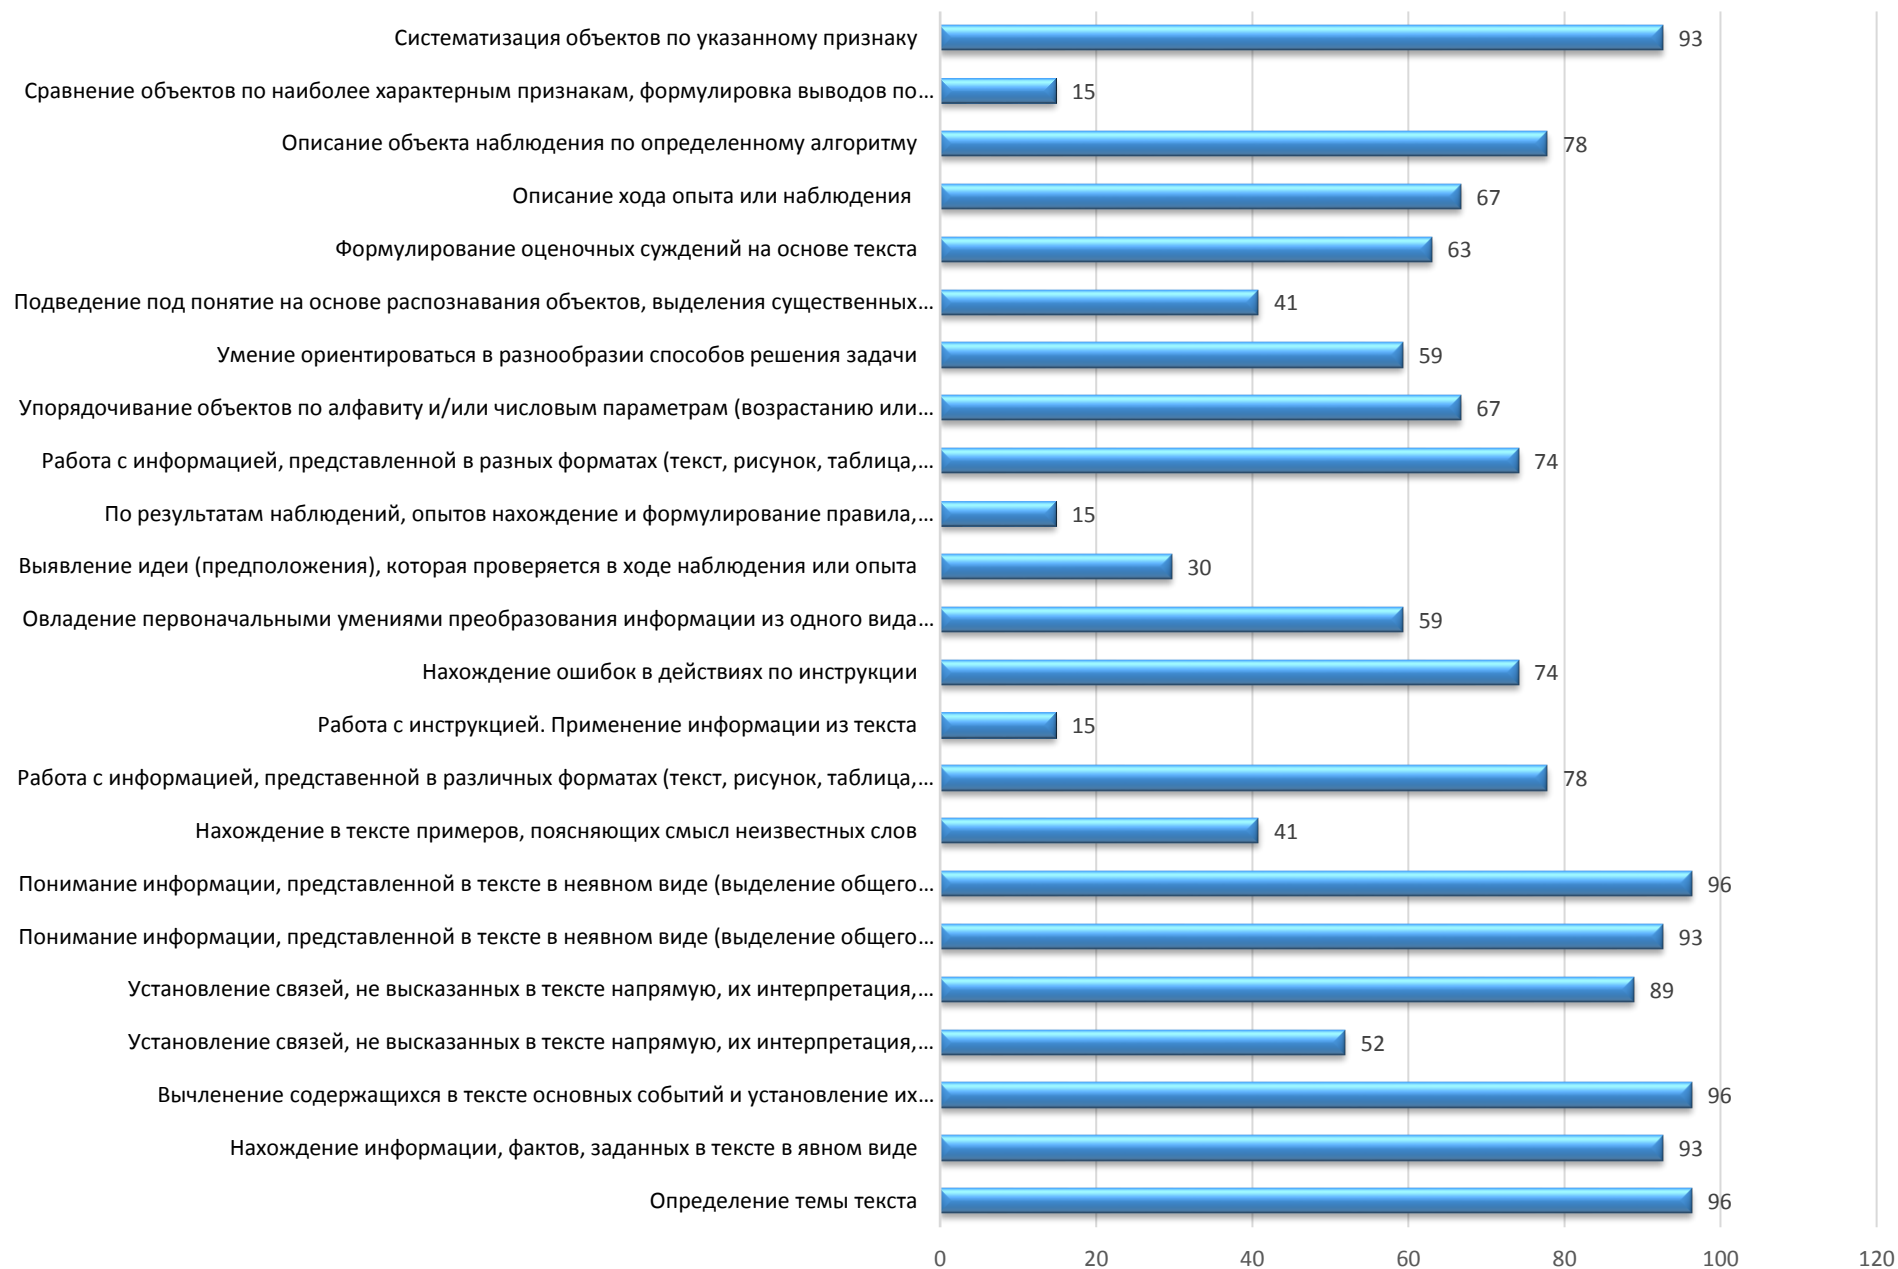 Систематизация объектов по указанному признаку 93
Сравнение объектов по наиболее характерным признакам, формулировка выводов по… 15
Описание объекта наблюдения по определенному алгоритму 78
Описание хода опыта или наблюдения 67
Формулирование оценочных суждений на основе текста 63
Подведение под понятие на основе распознавания объектов, выделения существенных… 41
Умение ориентироваться в разнообразии способов решения задачи 59
Упорядочивание объектов по алфавиту и/или числовым параметрам (возрастанию или… 67
Работа с информацией, представленной в разных форматах (текст, рисунок, таблица,… 74
По результатам наблюдений, опытов нахождение и формулирование правила,… 15
Выявление идеи (предположения), которая проверяется в ходе наблюдения или опыта 30
Овладение первоначальными умениями преобразования информации из одного вида… 59
Нахождение ошибок в действиях по инструкции 74
Работа с инструкцией. Применение информации из текста 15
Работа с информацией, представенной в различных форматах (текст, рисунок, таблица,… 78
Нахождение в тексте примеров, поясняющих смысл неизвестных слов 41
Понимание информации, представленной в тексте в неявном виде (выделение общего… 96
Понимание информации, представленной в тексте в неявном виде (выделение общего… 93
Установление связей, не высказанных в тексте напрямую, их интерпретация,… 89
Установление связей, не высказанных в тексте напрямую, их интерпретация,… 52
Вычленение содержащихся в тексте основных событий и установление их… 96
Нахождение информации, фактов, заданных в тексте в явном виде 93
Определение темы текста 96
0 20 40 60 80 100 120